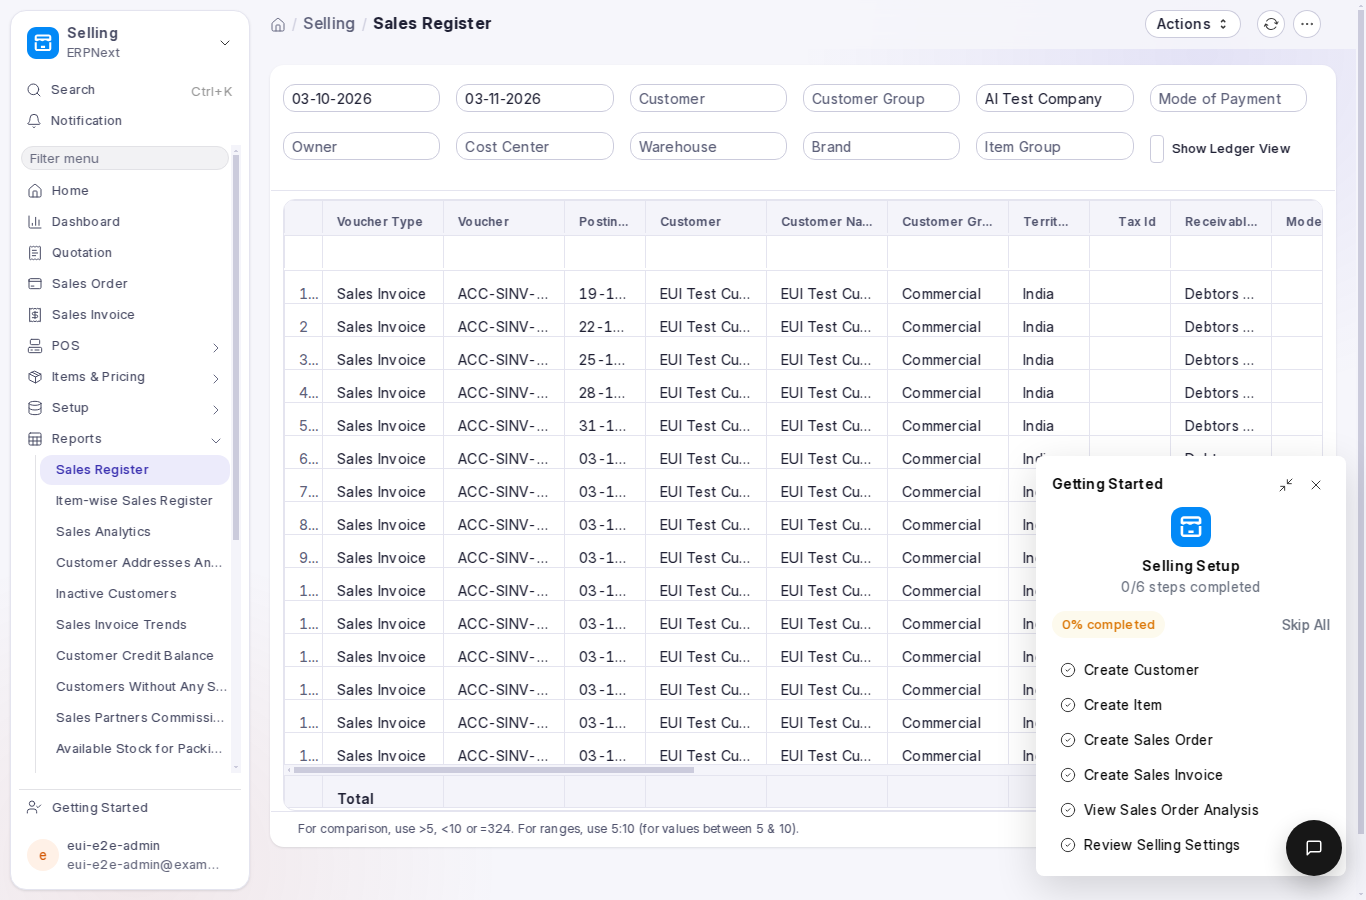 Selling
ERPNext
Search
Ctrl+K
Notification
Filter menu
Home
Dashboard
Quotation
Sales Order
Sales Invoice
POS
Items & Pricing
Setup
Reports
Sales Register
Item-wise Sales Register
Sales Analytics
Customer Addresses An...
Inactive Customers
Sales Invoice Trends
Customer Credit Balance
Customers Without Any S...
Sales Partners Commissi...
Available Stock for Packi...
Getting Started
e
eui-e2e-admin
eui-e2e-admin@exam...
/ Selling / Sales Register
Actions
03-10-2026 03-11-2026 Customer Customer Group AI Test Company Mode of Payment
Owner Cost Center Warehouse Brand Item Group Show Ledger View
Voucher Type Voucher Postin... Customer Customer Na... Customer Gr... Territ... Tax Id Receivabl... Mode
1... Sales Invoice ACC-SINV-... 19-1... EUI Test Cu... EUI Test Cu... Commercial India Debtors ...
2 Sales Invoice ACC-SINV-... 22-1... EUI Test Cu... EUI Test Cu... Commercial India Debtors ...
3... Sales Invoice ACC-SINV-... 25-1... EUI Test Cu... EUI Test Cu... Commercial India Debtors ...
4... Sales Invoice ACC-SINV-... 28-1... EUI Test Cu... EUI Test Cu... Commercial India Debtors ...
5... Sales Invoice ACC-SINV-... 31-1... EUI Test Cu... EUI Test Cu... Commercial India Debtors ...
6... Sales Invoice ACC-SINV-... 03-1... EUI Test Cu... EUI Test Cu... Commercial
7... Sales Invoice ACC-SINV-... 03-1... EUI Test Cu... EUI Test Cu... Commercial
8... Sales Invoice ACC-SINV-... 03-1... EUI Test Cu... EUI Test Cu... Commercial
9... Sales Invoice ACC-SINV-... 03-1... EUI Test Cu... EUI Test Cu... Commercial
1... Sales Invoice ACC-SINV-... 03-1... EUI Test Cu... EUI Test Cu... Commercial
1... Sales Invoice ACC-SINV-... 03-1... EUI Test Cu... EUI Test Cu... Commercial
1... Sales Invoice ACC-SINV-... 03-1... EUI Test Cu... EUI Test Cu... Commercial
1... Sales Invoice ACC-SINV-... 03-1... EUI Test Cu... EUI Test Cu... Commercial
1... Sales Invoice ACC-SINV-... 03-1... EUI Test Cu... EUI Test Cu... Commercial
1... Sales Invoice ACC-SINV-... 03-1... EUI Test Cu... EUI Test Cu... Commercial
Total
For comparison, use >5, <10 or =324. For ranges, use 5:10 (for values between 5 & 10).
Getting Started
Selling Setup
0/6 steps completed
0% completed
Skip All
Create Customer
Create Item
Create Sales Order
Create Sales Invoice
View Sales Order Analysis
Review Selling Settings